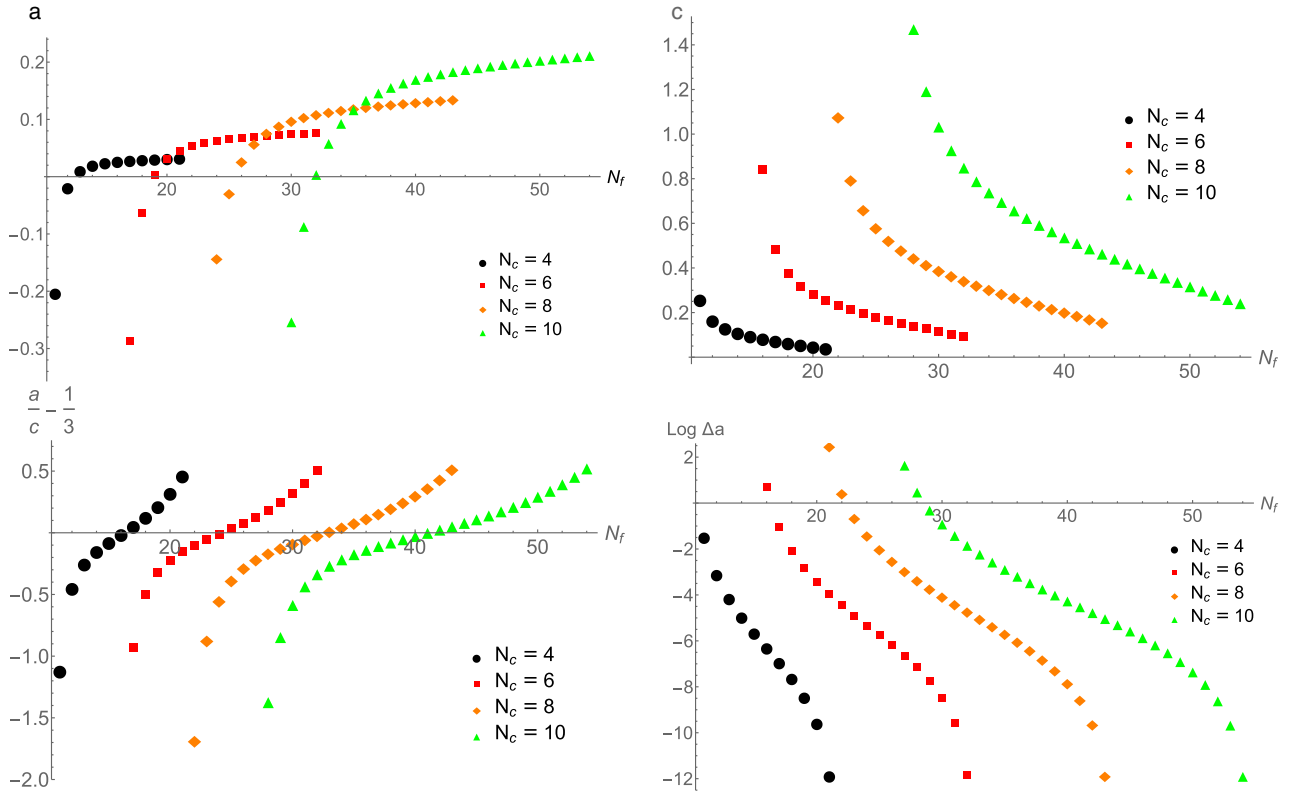 a
0.2
0.1
20
30
40
50
N_f
−0.1
−0.2
−0.3
N_c = 4
N_c = 6
N_c = 8
N_c = 10
c
1.4
1.2
1.0
0.8
0.6
0.4
0.2
20
30
40
50
N_f
N_c = 4
N_c = 6
N_c = 8
N_c = 10
a/c − 1/3
0.5
0.0
−0.5
−1.0
−1.5
−2.0
20
30
40
50
N_f
N_c = 4
N_c = 6
N_c = 8
N_c = 10
Log Δa
2
−2
−4
−6
−8
−10
−12
20
30
40
50
N_f
N_c = 4
N_c = 6
N_c = 8
N_c = 10